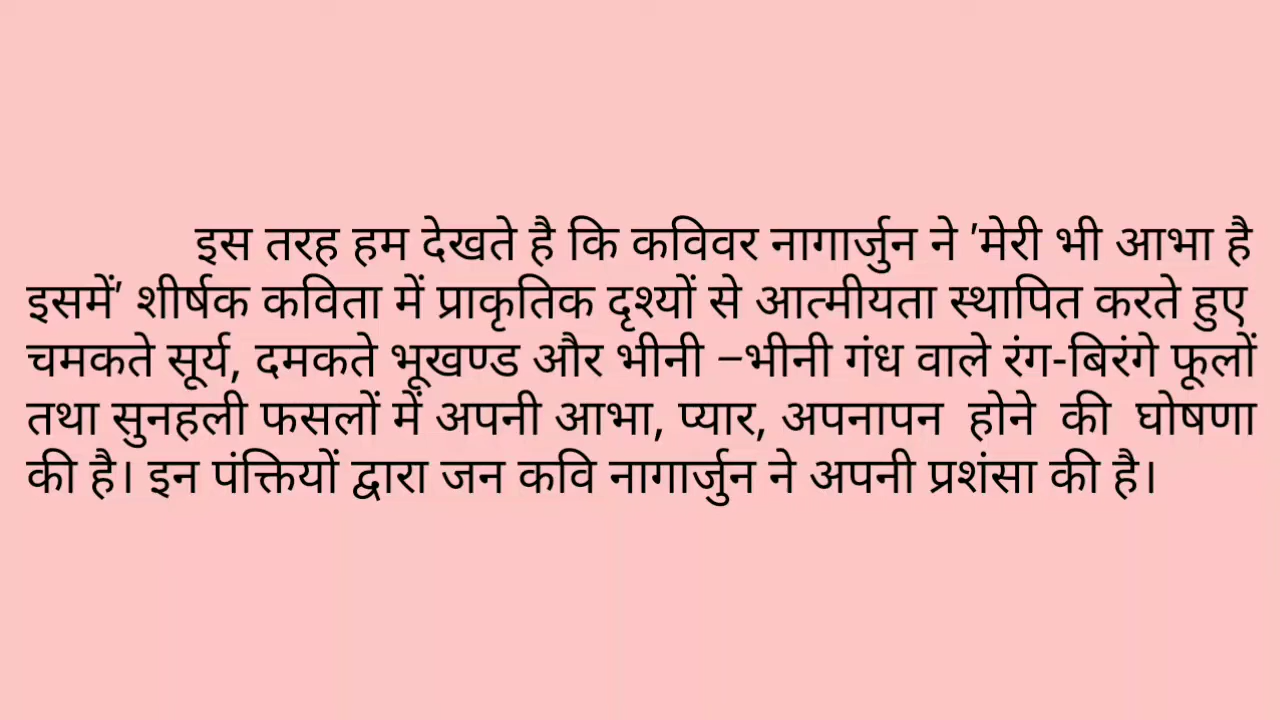 इस तरह हम देखते है कि कविवर नागार्जुन ने 'मेरी भी आभा है
इसमें' शीर्षक कविता में प्राकृतिक दृश्यों से आत्मीयता स्थापित करते हुए
चमकते सूर्य, दमकते भूखण्ड और भीनी –भीनी गंध वाले रंग-बिरंगे फूलों
तथा सुनहली फसलों में अपनी आभा, प्यार, अपनापन होने की घोषणा
की है। इन पंक्तियों द्वारा जन कवि नागार्जुन ने अपनी प्रशंसा की है।